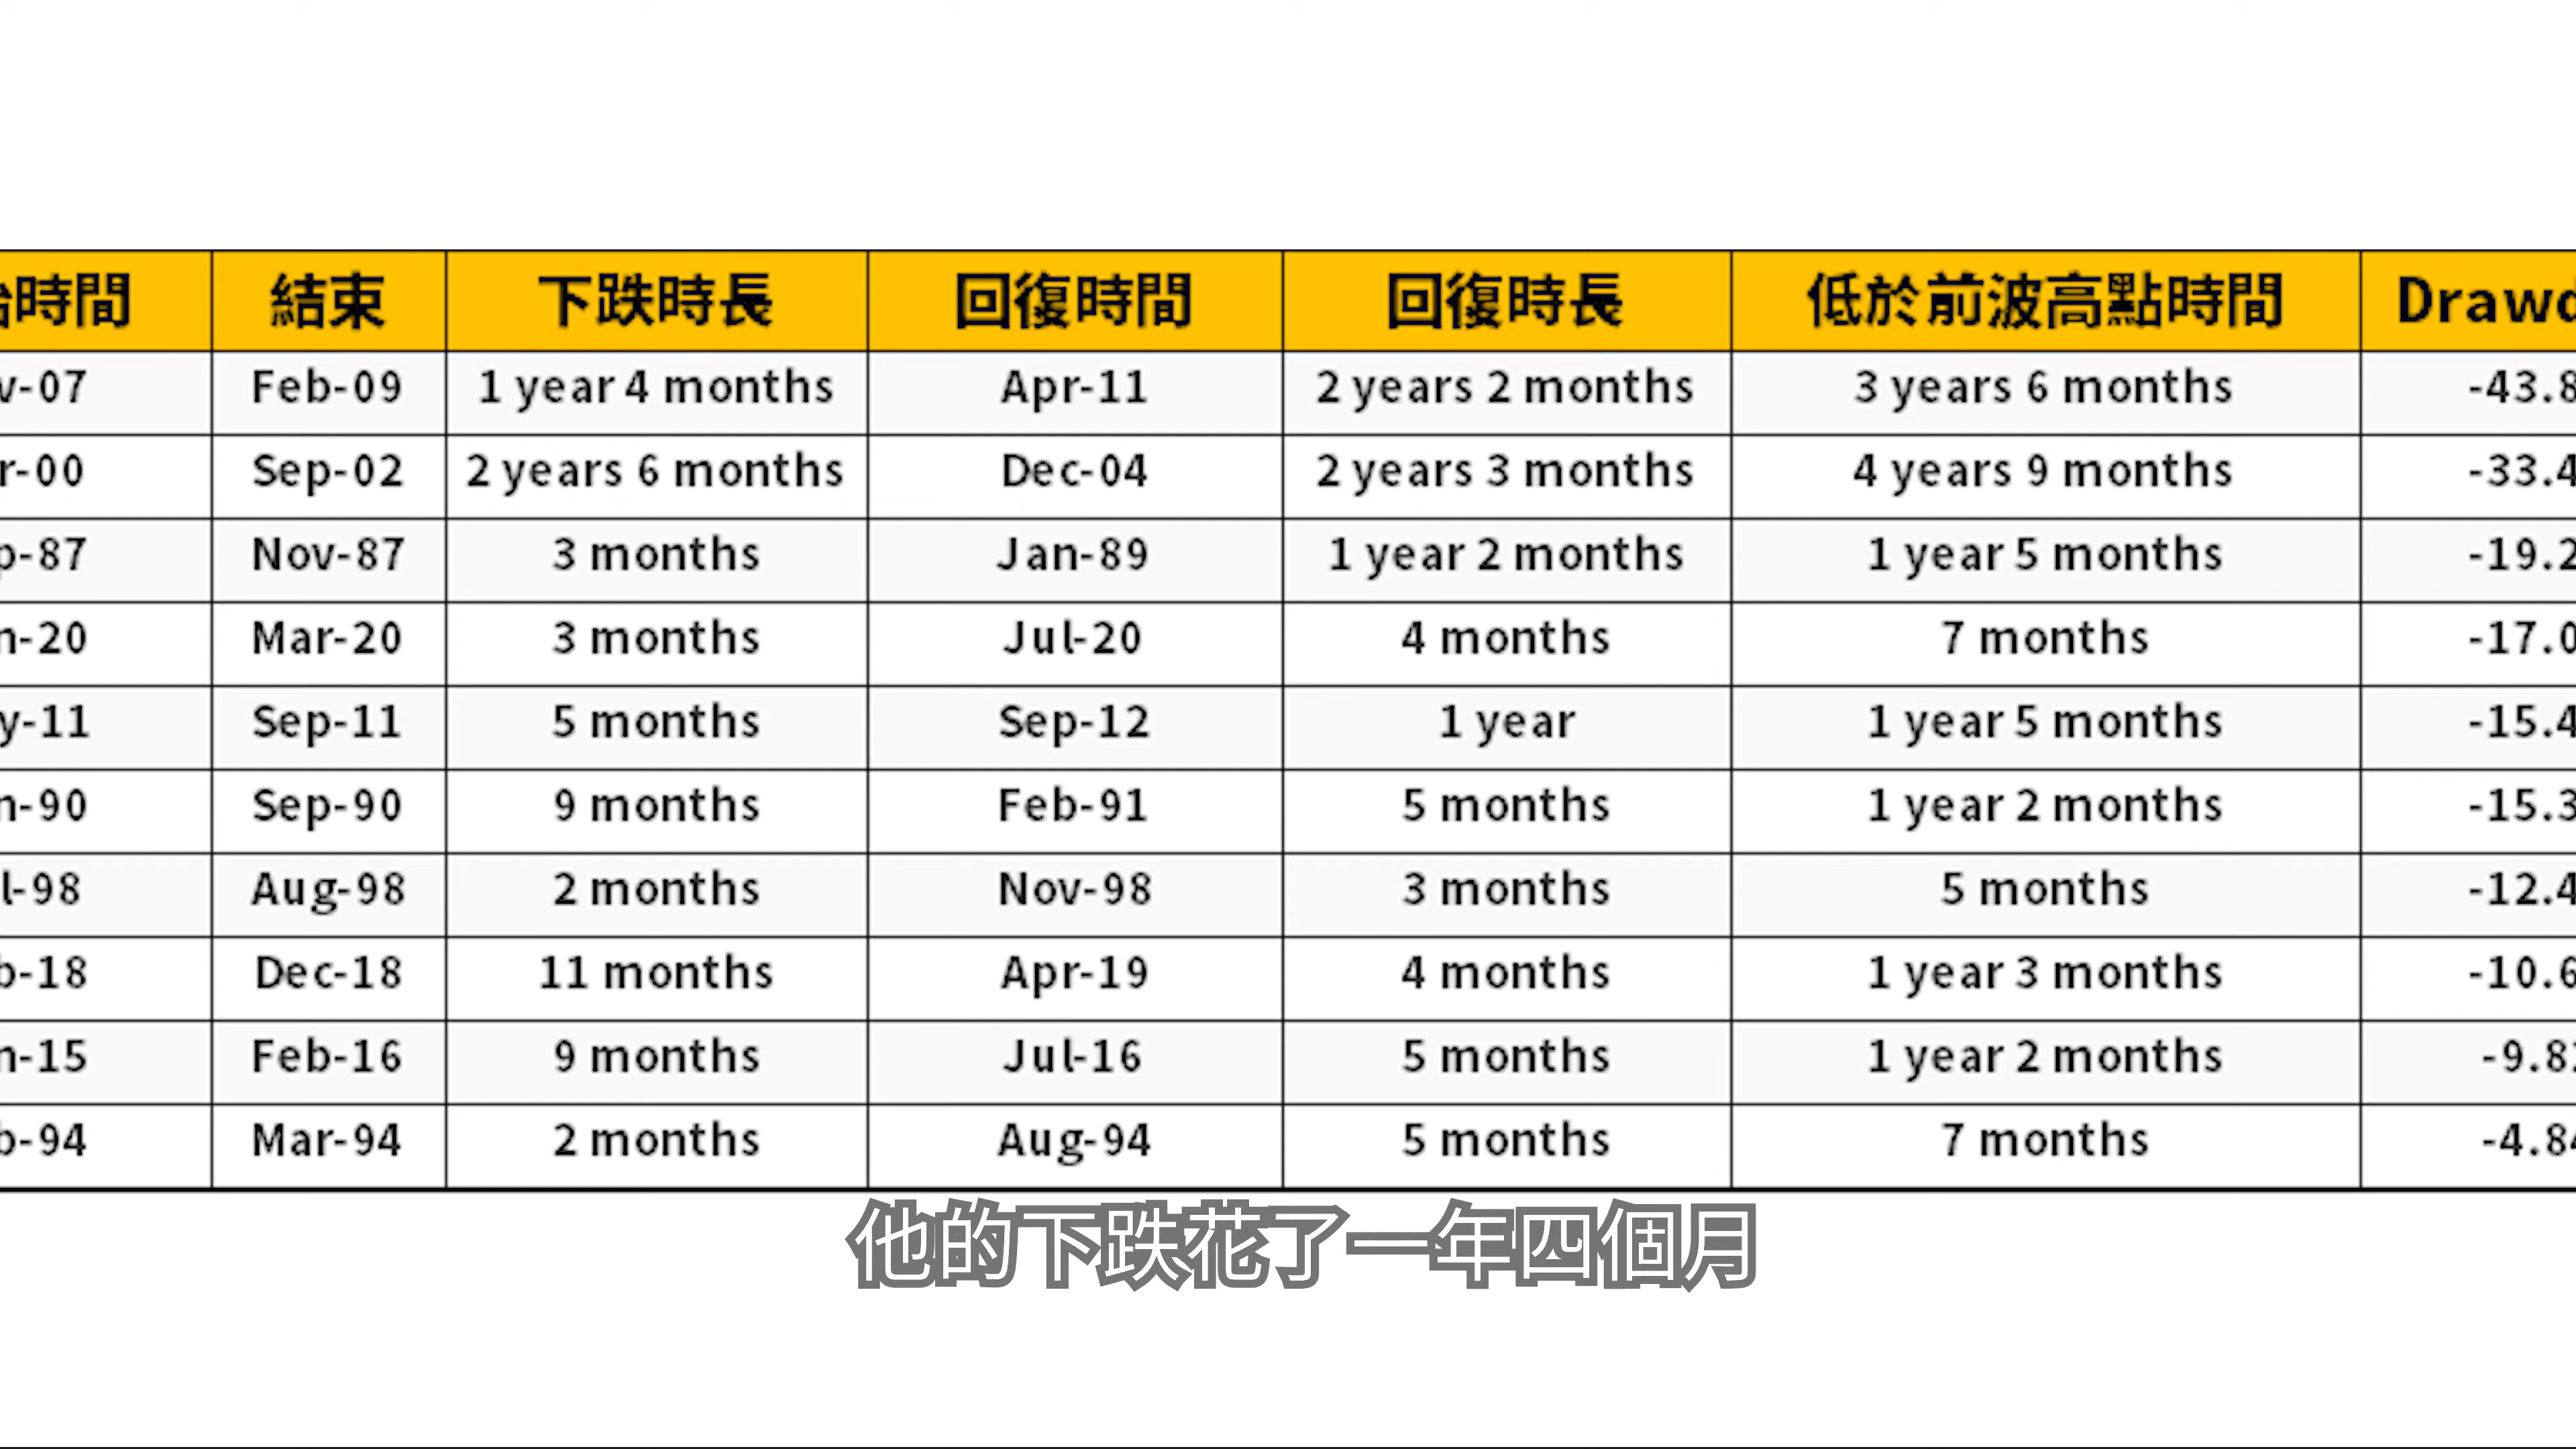 始時間 結束 下跌時長 回復時間 回復時長 低於前波高點時間 Drawd
v-07 Feb-09 1 year 4 months Apr-11 2 years 2 months 3 years 6 months -43.8
r-00 Sep-02 2 years 6 months Dec-04 2 years 3 months 4 years 9 months -33.4
p-87 Nov-87 3 months Jan-89 1 year 2 months 1 year 5 months -19.2
n-20 Mar-20 3 months Jul-20 4 months 7 months -17.0
y-11 Sep-11 5 months Sep-12 1 year 1 year 5 months -15.4
n-90 Sep-90 9 months Feb-91 5 months 1 year 2 months -15.3
l-98 Aug-98 2 months Nov-98 3 months 5 months -12.4
b-18 Dec-18 11 months Apr-19 4 months 1 year 3 months -10.6
n-15 Feb-16 9 months Jul-16 5 months 1 year 2 months -9.82
b-94 Mar-94 2 months Aug-94 5 months 7 months -4.84
他的下跌花了一年四個月